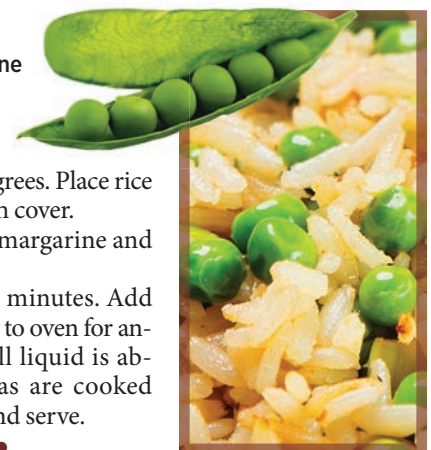 ne
grees. Place rice
n cover.
margarine and
minutes. Add
to oven for an-
ll liquid is ab-
as are cooked
nd serve.